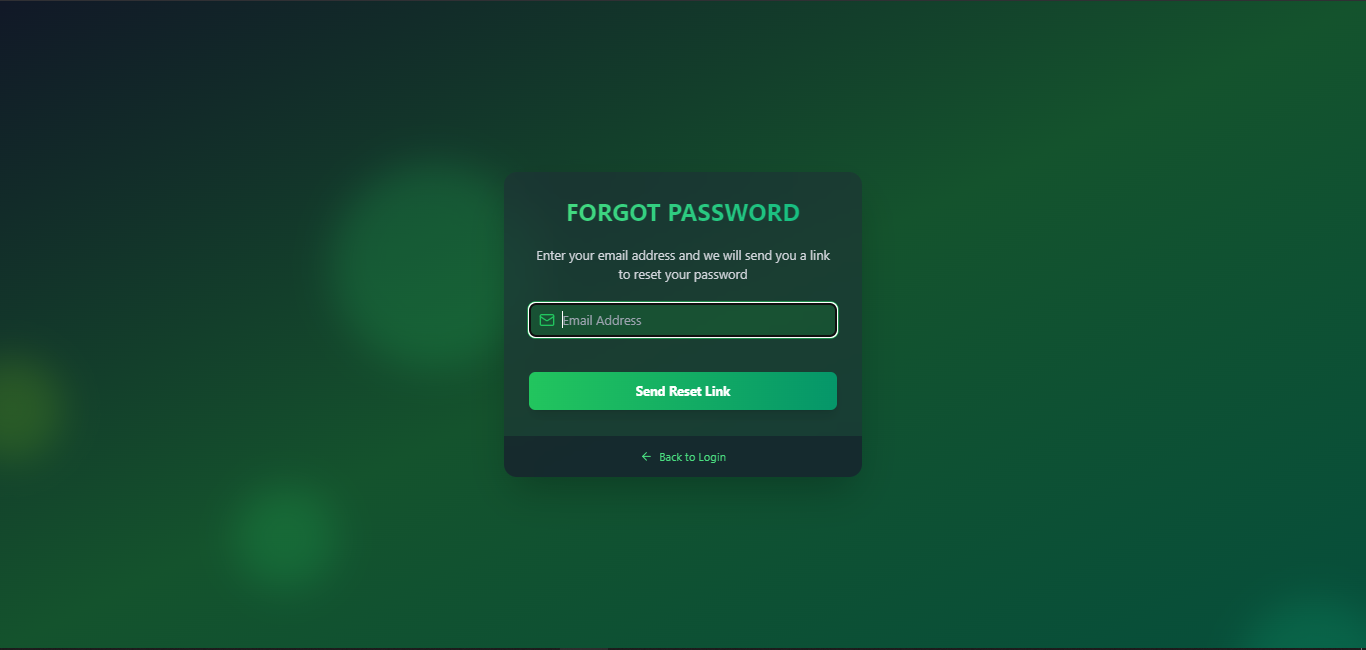 FORGOT PASSWORD
Enter your email address and we will send you a link
to reset your password
Email Address
Send Reset Link
Back to Login